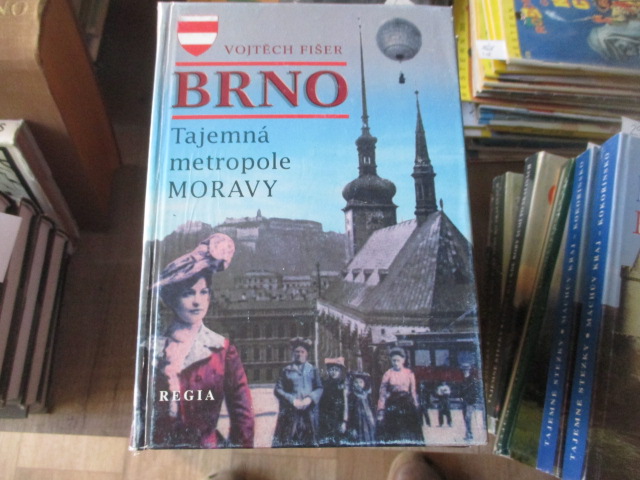 VOJTĚCH FIŠER
BRNO
Tajemná
metropole
MORAVY
REGIA
TAJEMNÉ STEZKY • MÁCHŮV KRAJ - KOKOŘÍNSKO
TAJEMNÉ STEZKY • MÁCHŮV KRAJ - KOKOŘÍNSKO